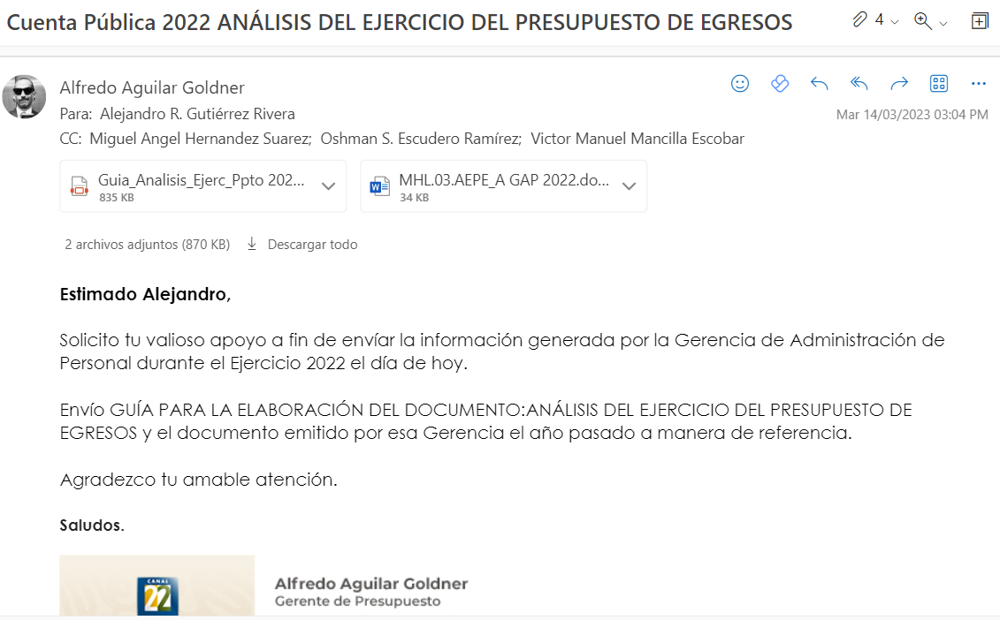 Cuenta Pública 2022 ANÁLISIS DEL EJERCICIO DEL PRESUPUESTO DE EGRESOS
4
Alfredo Aguilar Goldner
Para: Alejandro R. Gutiérrez Rivera
Mar 14/03/2023 03:04 PM
CC: Miguel Angel Hernandez Suarez; Oshman S. Escudero Ramírez; Victor Manuel Mancilla Escobar
Guia_Analisis_Ejerc_Ppto 202...
835 KB
MHL.03.AEPE_A GAP 2022.do...
34 KB
2 archivos adjuntos (870 KB)
Descargar todo
Estimado Alejandro,
Solicito tu valioso apoyo a fin de envíar la información generada por la Gerencia de Administración de
Personal durante el Ejercicio 2022 el día de hoy.
Envío GUÍA PARA LA ELABORACIÓN DEL DOCUMENTO:ANÁLISIS DEL EJERCICIO DEL PRESUPUESTO DE
EGRESOS y el documento emitido por esa Gerencia el año pasado a manera de referencia.
Agradezco tu amable atención.
Saludos.
CANAL
22
Alfredo Aguilar Goldner
Gerente de Presupuesto